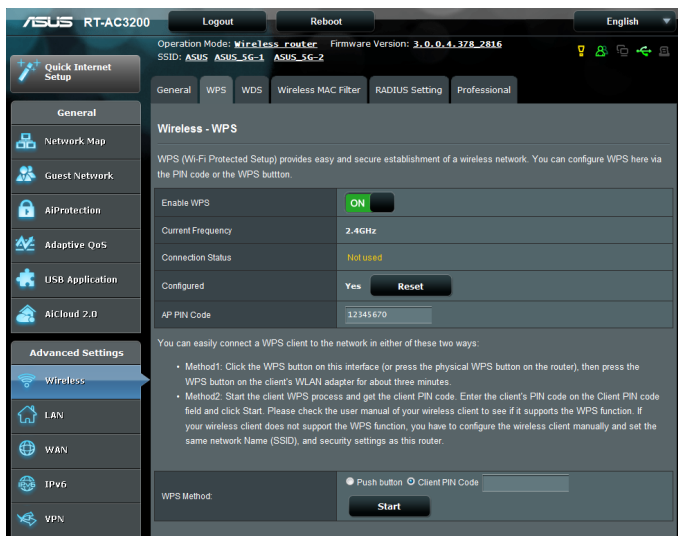 ASUS RT-AC3200 Logout Reboot English
Operation Mode: Wireless router Firmware Version: 3.0.0.4.378_2816
SSID: ASUS ASUS_5G-1 ASUS_5G-2
Quick Internet
Setup
General
Network Map
Guest Network
AiProtection
Adaptive QoS
USB Application
AiCloud 2.0
Advanced Settings
Wireless
LAN
WAN
IPv6
IPv6
VPN
General WPS WDS Wireless MAC Filter RADIUS Setting Professional
Wireless - WPS
WPS (Wi-Fi Protected Setup) provides easy and secure establishment of a wireless network. You can configure WPS here via
the PIN code or the WPS buttton.
Enable WPS ON
Current Frequency 2.4GHz
Connection Status Not used
Configured Yes Reset
AP PIN Code 12345670
You can easily connect a WPS client to the network in either of these two ways:
• Method1: Click the WPS button on this interface (or press the physical WPS button on the router), then press the
WPS button on the client's WLAN adapter for about three minutes.
• Method2: Start the client WPS process and get the client PIN code. Enter the client's PIN code on the Client PIN code
field and click Start. Please check the user manual of your wireless client to see if it supports the WPS function. If
your wireless client does not support the WPS function, you have to configure the wireless client manually and set the
same network Name (SSID), and security settings as this router.
WPS Method: Push button Client PIN Code
Start